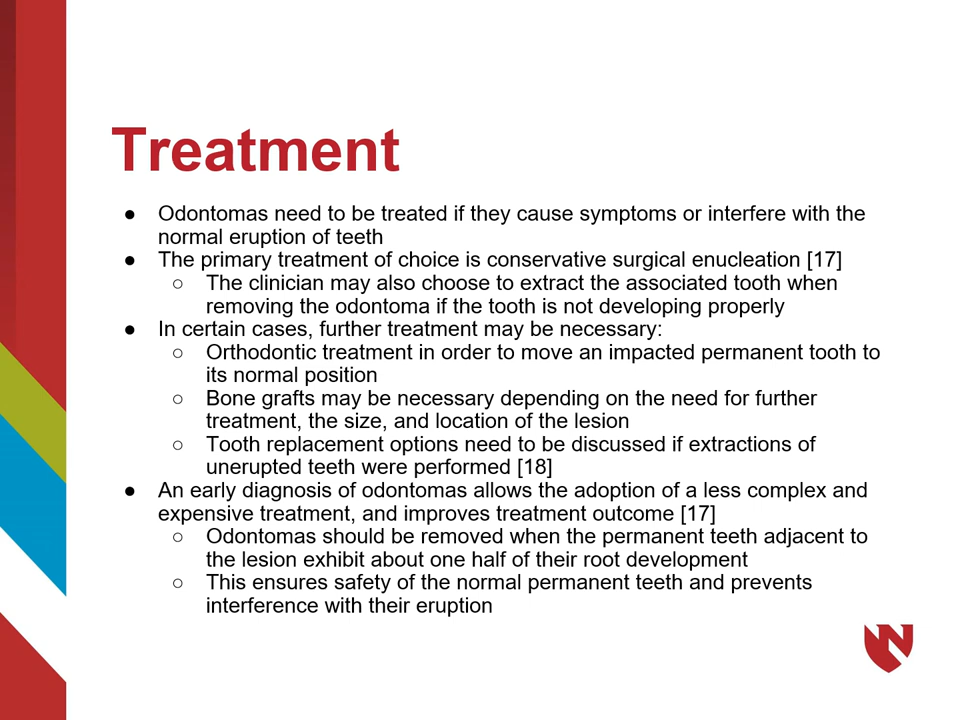 Treatment
● Odontomas need to be treated if they cause symptoms or interfere with the
normal eruption of teeth
● The primary treatment of choice is conservative surgical enucleation [17]
○ The clinician may also choose to extract the associated tooth when
removing the odontoma if the tooth is not developing properly
● In certain cases, further treatment may be necessary:
○ Orthodontic treatment in order to move an impacted permanent tooth to
its normal position
○ Bone grafts may be necessary depending on the need for further
treatment, the size, and location of the lesion
○ Tooth replacement options need to be discussed if extractions of
unerupted teeth were performed [18]
● An early diagnosis of odontomas allows the adoption of a less complex and
expensive treatment, and improves treatment outcome [17]
○ Odontomas should be removed when the permanent teeth adjacent to
the lesion exhibit about one half of their root development
○ This ensures safety of the normal permanent teeth and prevents
interference with their eruption
N